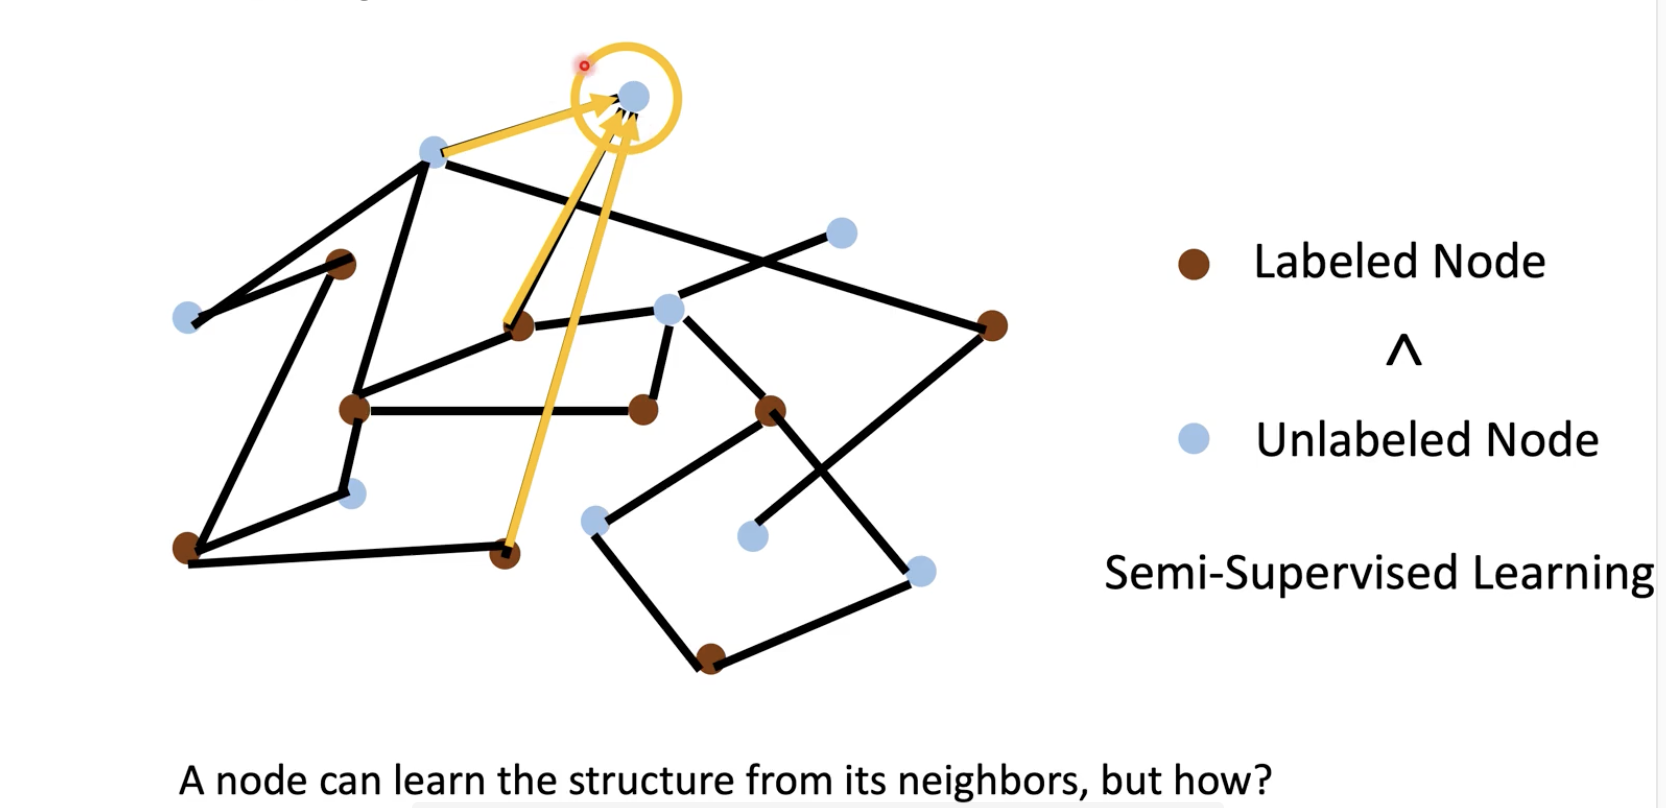 Labeled Node
^
Unlabeled Node
Semi-Supervised Learning
A node can learn the structure from its neighbors, but how?